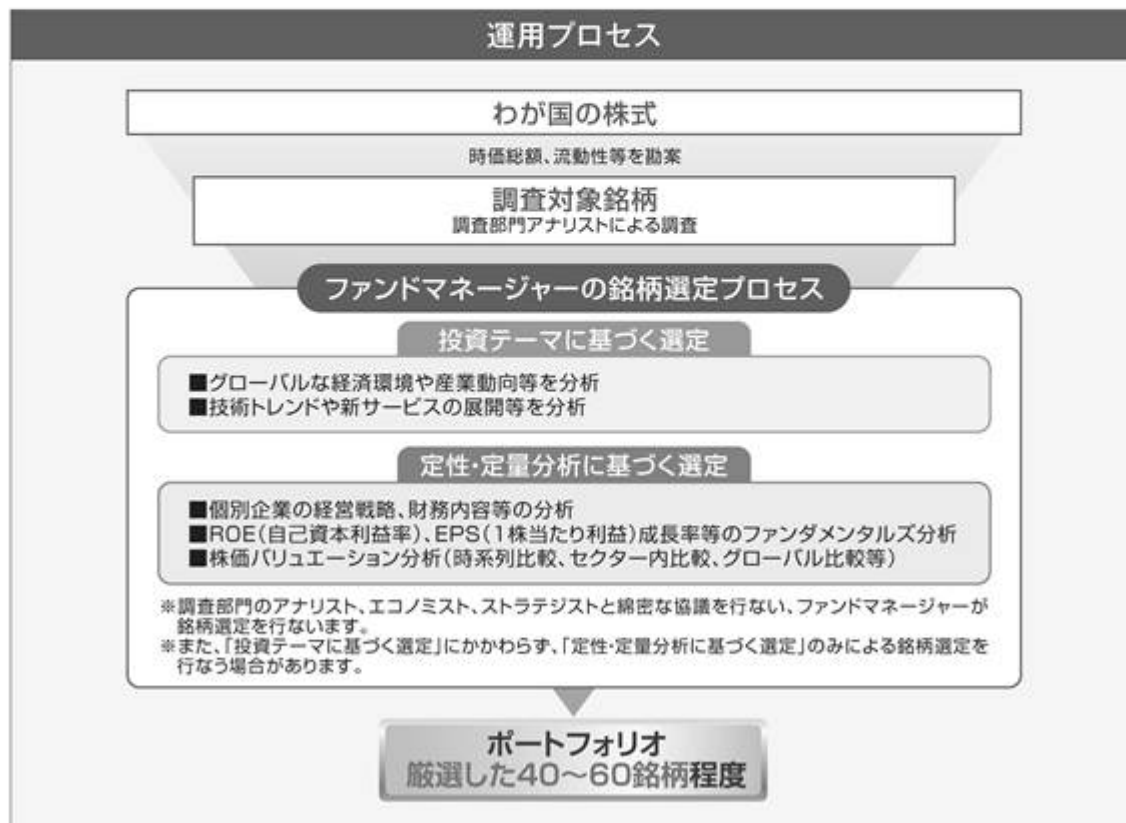 運用プロセス
わが国の株式
時価総額、流動性等を勘案
調査対象銘柄
調査部門アナリストによる調査
ファンドマネージャーの銘柄選定プロセス
投資テーマに基づく選定
■グローバルな経済環境や産業動向等を分析
■技術トレンドや新サービスの展開等を分析
定性・定量分析に基づく選定
■個別企業の経営戦略、財務内容等の分析
■ROE(自己資本利益率)、EPS(1株当たり利益)成長率等のファンダメンタルズ分析
■株価バリュエーション分析(時系列比較、セクター内比較、グローバル比較等)
※調査部門のアナリスト、エコノミスト、ストラテジストと綿密な協議を行ない、ファンドマネージャーが
銘柄選定を行ないます。
※また、「投資テーマに基づく選定」にかかわらず、「定性・定量分析に基づく選定」のみによる銘柄選定を
行なう場合があります。
ポートフォリオ
厳選した40～60銘柄程度